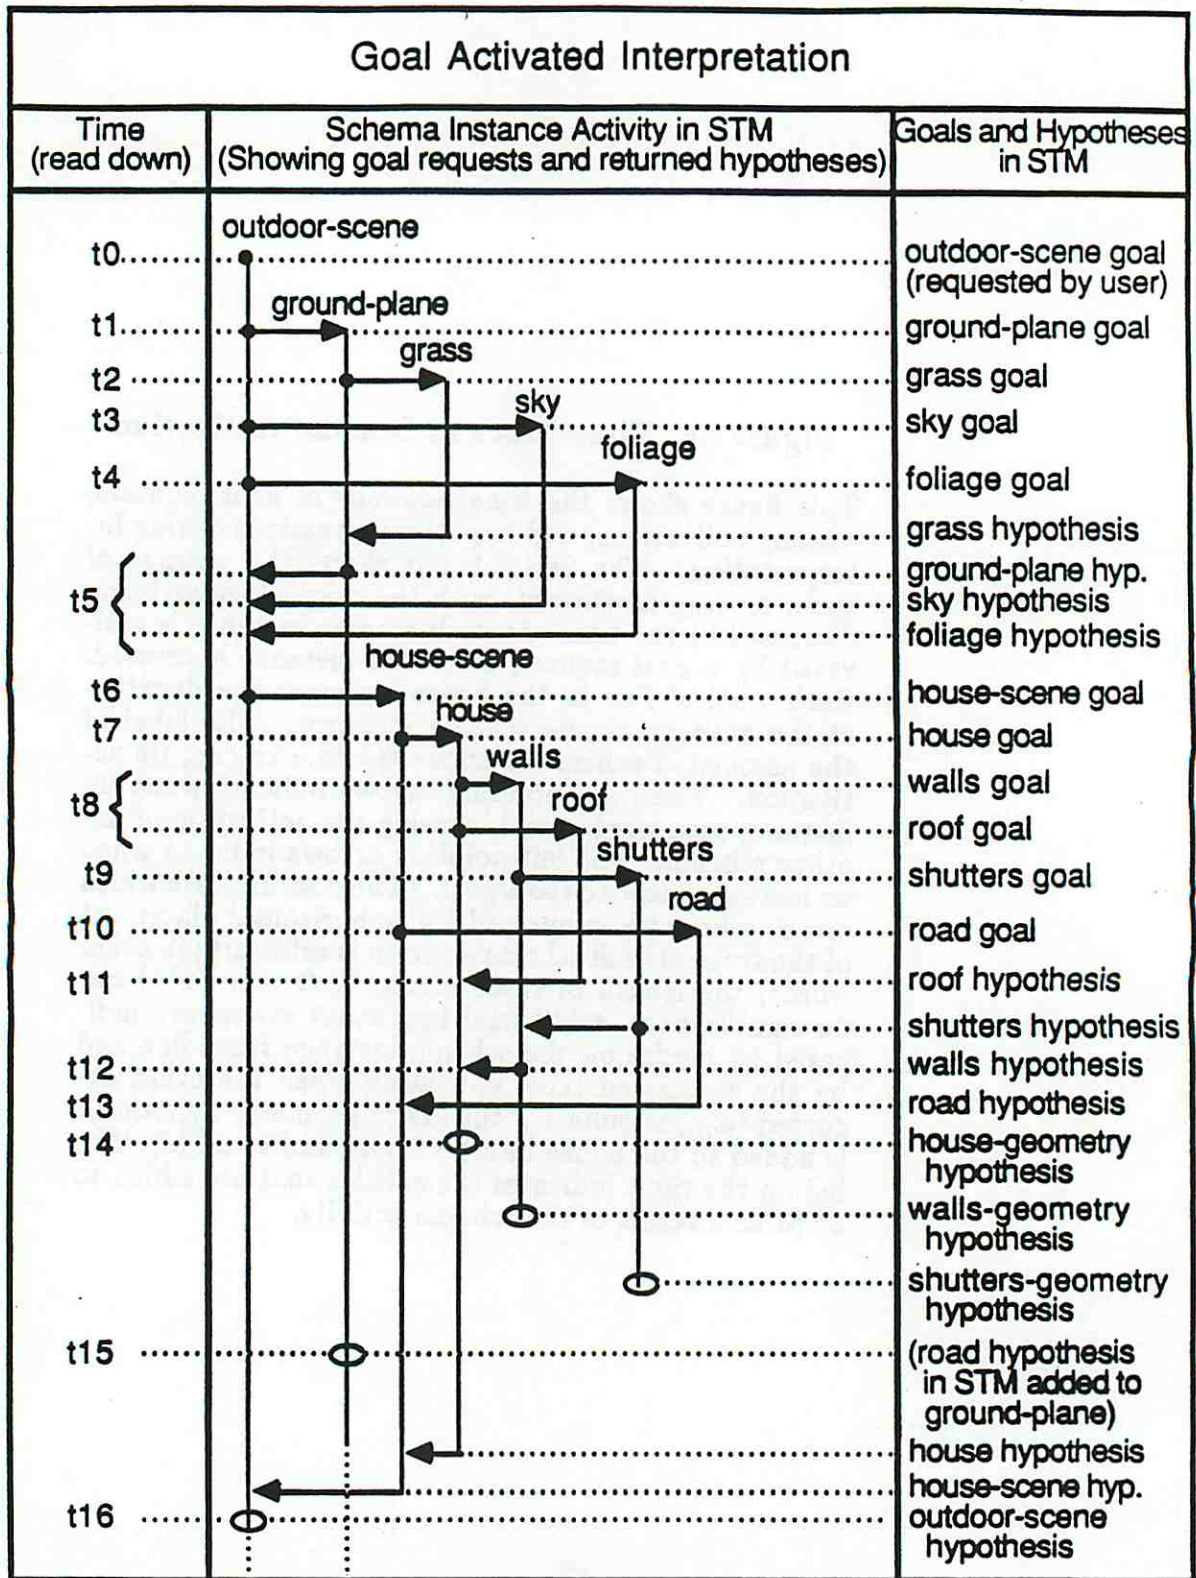 Goal Activated Interpretation
Time
(read down)
Schema Instance Activity in STM
(Showing goal requests and returned hypotheses)
Goals and Hypotheses
in STM
outdoor-scene
t0
outdoor-scene goal
(requested by user)
ground-plane
t1
ground-plane goal
grass
t2
grass goal
sky
t3
sky goal
foliage
t4
foliage goal
grass hypothesis
ground-plane hyp.
t5
sky hypothesis
foliage hypothesis
house-scene
t6
house-scene goal
house
t7
house goal
walls
walls goal
t8
roof
roof goal
shutters
t9
shutters goal
road
t10
road goal
t11
roof hypothesis
shutters hypothesis
t12
walls hypothesis
t13
road hypothesis
t14
house-geometry
hypothesis
walls-geometry
hypothesis
shutters-geometry
hypothesis
t15
(road hypothesis
in STM added to
ground-plane)
house hypothesis
house-scene hyp.
t16
outdoor-scene
hypothesis